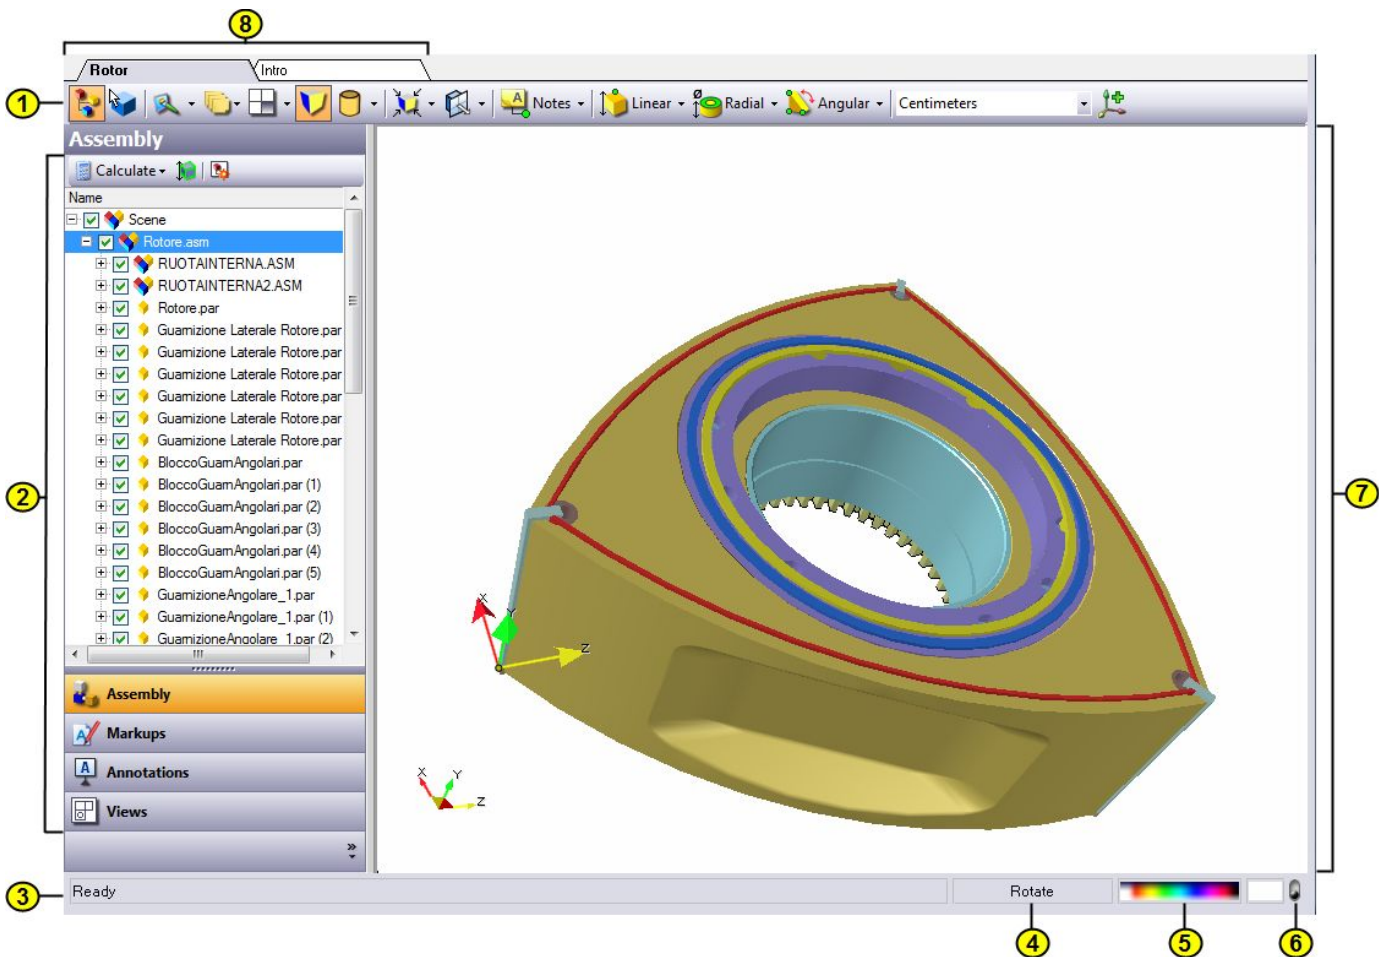 8
Rotor Intro
1
Notes Linear Radial Angular Centimeters
Assembly
Calculate
Name
Scene
Rotore.asm
RUOTAINTERNA.ASM
RUOTAINTERNA2.ASM
Rotore.par
Guarnizione Laterale Rotore.par
Guarnizione Laterale Rotore.par
Guarnizione Laterale Rotore.par
Guarnizione Laterale Rotore.par
Guarnizione Laterale Rotore.par
Guarnizione Laterale Rotore.par
BloccoGuarnAngolari.par
BloccoGuarnAngolari.par (1)
BloccoGuarnAngolari.par (2)
BloccoGuarnAngolari.par (3)
BloccoGuarnAngolari.par (4)
BloccoGuarnAngolari.par (5)
GuarnizioneAngolare_1.par
GuarnizioneAngolare_1.par (1)
GuarnizioneAngolare_1.par (2)
2
7
Assembly
Markups
Annotations
Views
X
Y
Z
X
Y
Z
3
Ready
Rotate
4
5
6